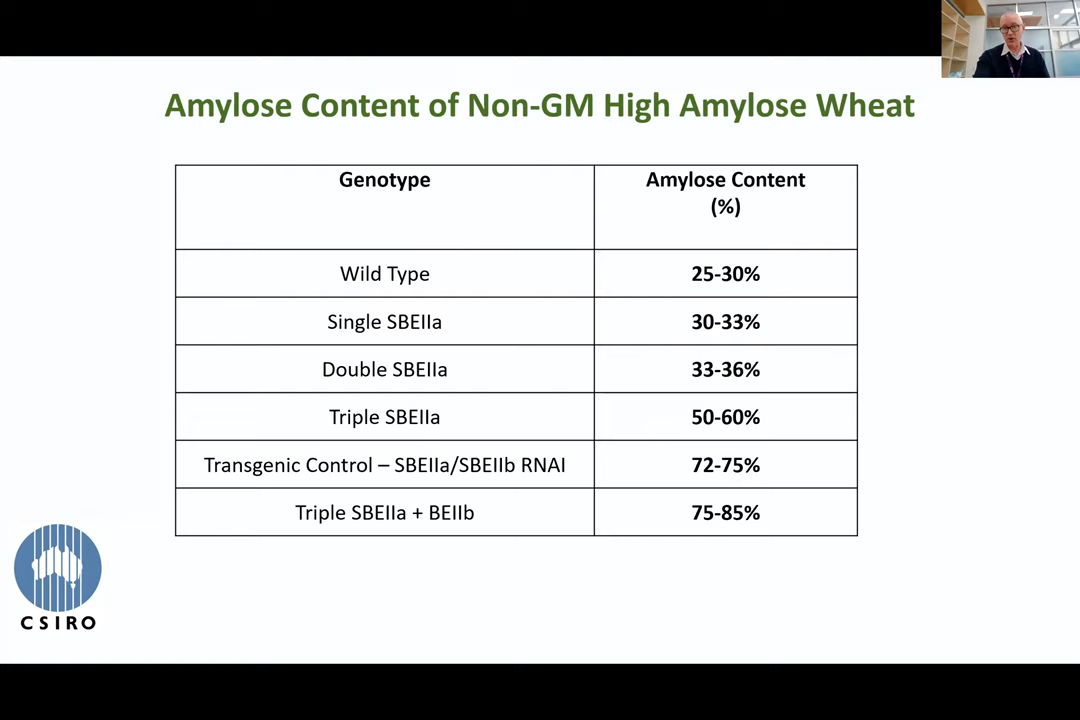 Amylose Content of Non-GM High Amylose Wheat
Genotype
Amylose Content
(%)
Wild Type
25-30%
Single SBEIIa
30-33%
Double SBEIIa
33-36%
Triple SBEIIa
50-60%
Transgenic Control – SBEIIa/SBEIIb RNAI
72-75%
Triple SBEIIa + BEIIb
75-85%
CSIRO